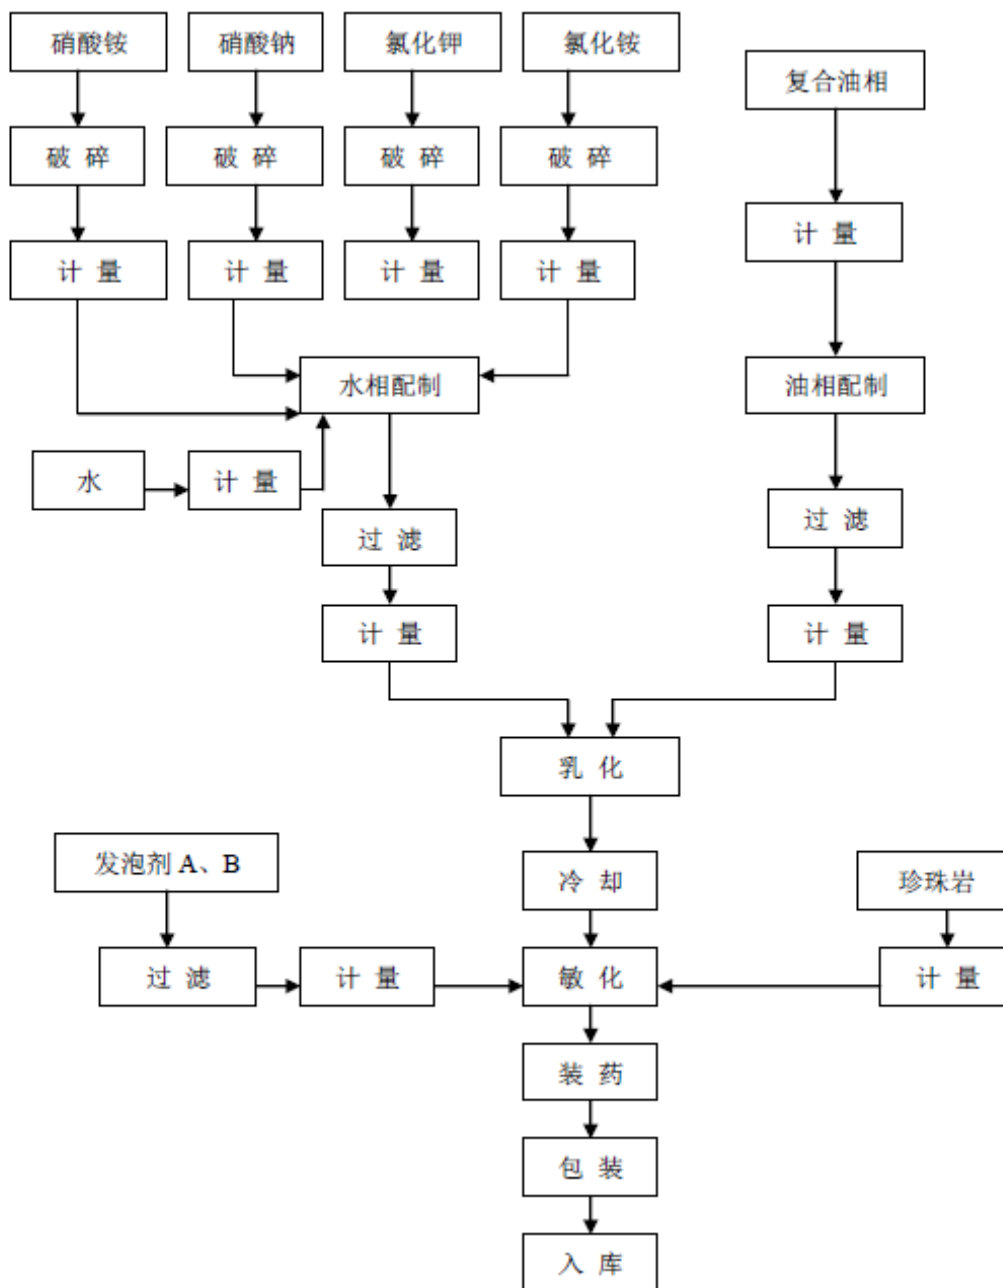 硝酸铵 硝酸钠 氯化钾 氯化铵
复合油相
破 碎 破 碎 破 碎 破 碎
计 量
计 量 计 量 计 量 计 量
水相配制 油相配制
水 计 量
过 滤 过 滤
计 量 计 量
乳 化
发泡剂 A、B 冷 却 珍珠岩
过 滤 计 量 敏 化 计 量
装 药
包 装
入 库